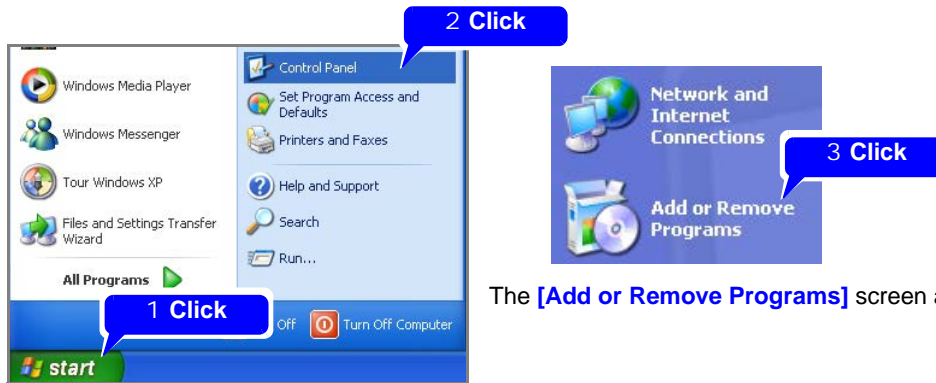 2 Click
Windows Media Player
Windows Messenger
Tour Windows XP
Files and Settings Transfer
Wizard
All Programs
Control Panel
Set Program Access and
Defaults
Printers and Faxes
Help and Support
Search
Run...
1 Click
Off
Turn Off Computer
start
Network and
Internet
Connections
3 Click
Add or Remove
Programs
The [Add or Remove Programs] screen